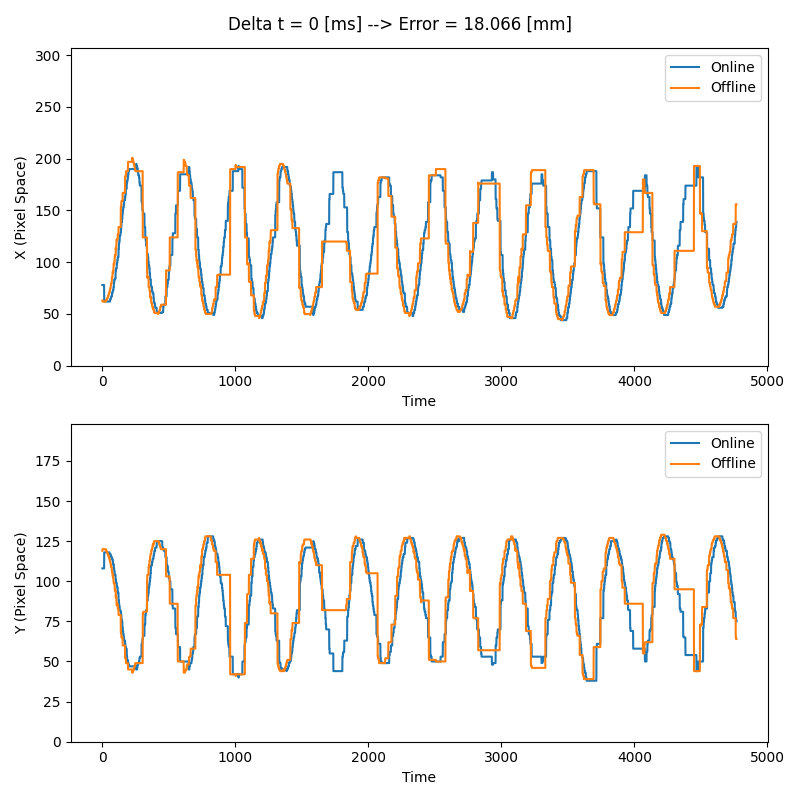 Delta t = 0 [ms] --> Error = 18.066 [mm]
300
250
200
150
100
50
0
X (Pixel Space)
Online
Offline
0 1000 2000 3000 4000 5000
Time
175
150
125
100
75
50
25
0
Y (Pixel Space)
Online
Offline
0 1000 2000 3000 4000 5000
Time